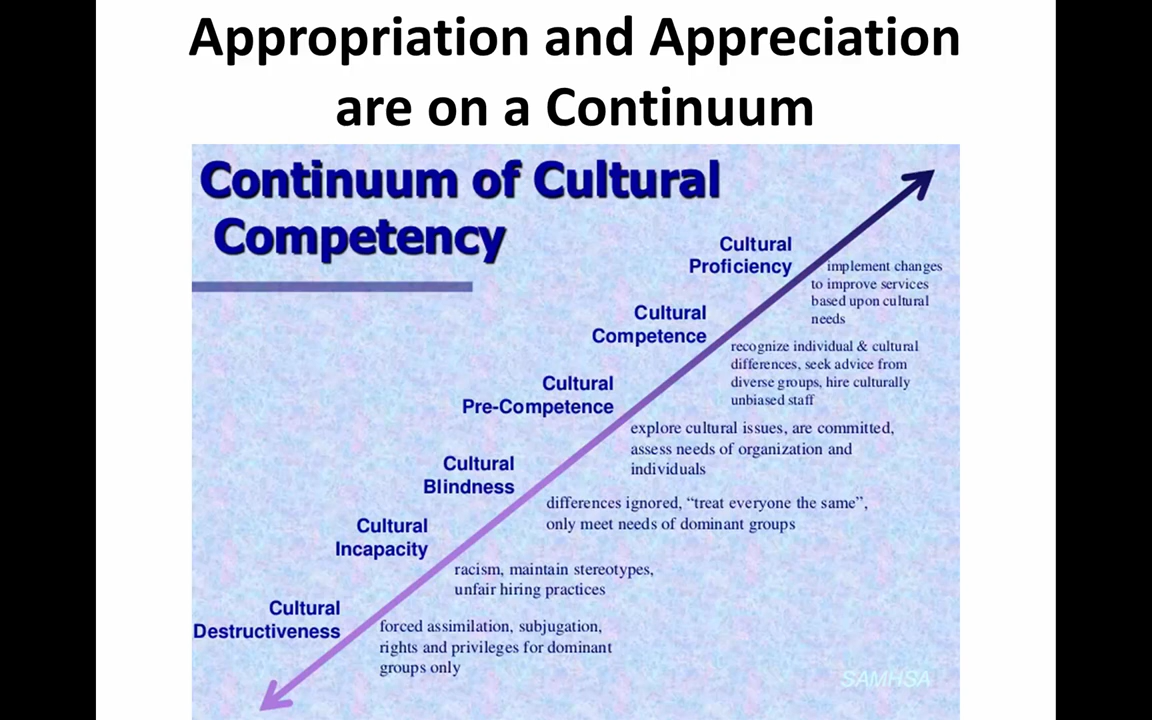 Appropriation and Appreciation
are on a Continuum
Continuum of Cultural
Competency
Cultural
Proficiency
implement changes
to improve services
based upon cultural
needs
Cultural
Competence
recognize individual & cultural
differences, seek advice from
diverse groups, hire culturally
unbiased staff
Cultural
Pre-Competence
explore cultural issues, are committed,
assess needs of organization and
individuals
Cultural
Blindness
differences ignored, “treat everyone the same”,
only meet needs of dominant groups
Cultural
Incapacity
racism, maintain stereotypes,
unfair hiring practices
Cultural
Destructiveness
forced assimilation, subjugation,
rights and privileges for dominant
groups only
SAMHSA